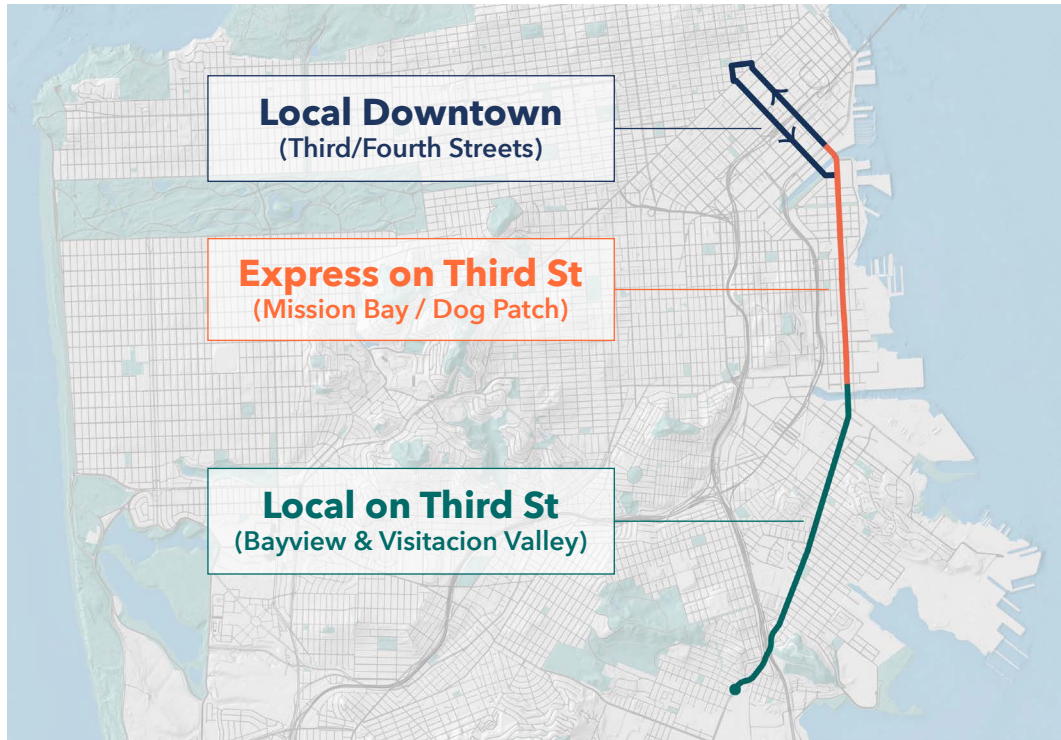 Local Downtown
(Third/Fourth Streets)
Express on Third St
(Mission Bay / Dog Patch)
Local on Third St
(Bayview & Visitacion Valley)